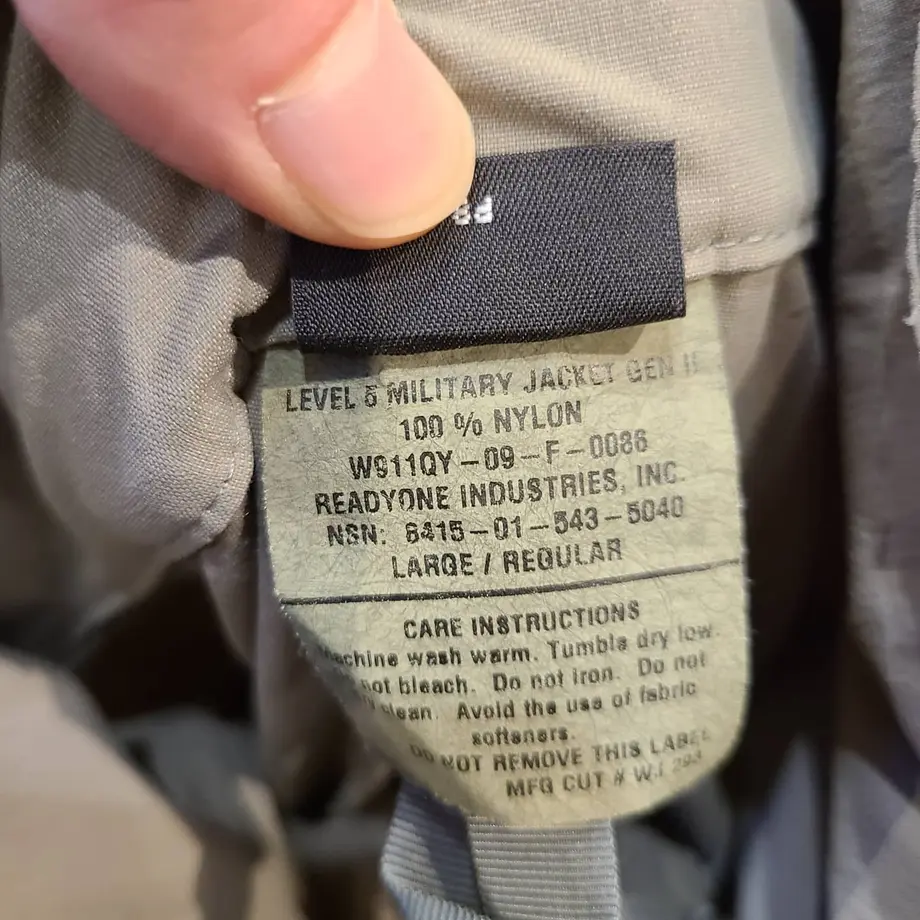 LEVEL 5 MILITARY JACKET GEN II
100 % NYLON
W911QY-09-F-0086
READYONE INDUSTRIES, INC.
NSN: 8415-01-543-5040
LARGE / REGULAR
CARE INSTRUCTIONS
Machine wash warm. Tumble dry low.
not bleach. Do not iron. Do not
clean. Avoid the use of fabric
softeners.
DO NOT REMOVE THIS LABEL
MFG CUT # WJ 293